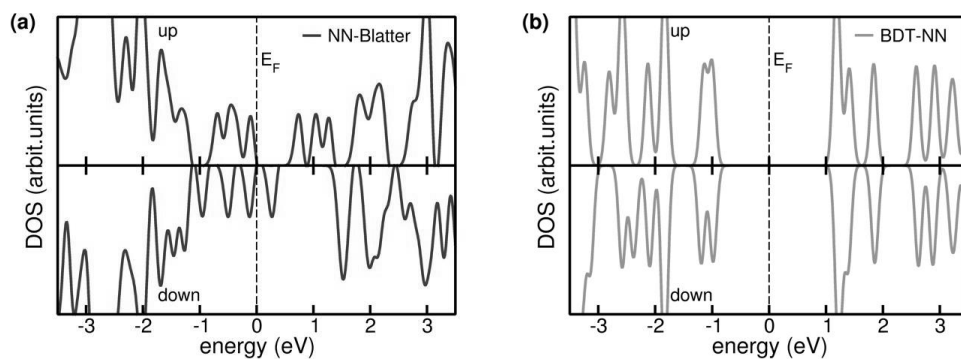 (a)
up
NN-Blatter
E_F
DOS (arbit.units)
down
-3 -2 -1 0 1 2 3
energy (eV)
(b)
up
BDT-NN
E_F
DOS (arbit.units)
down
-3 -2 -1 0 1 2 3
energy (eV)